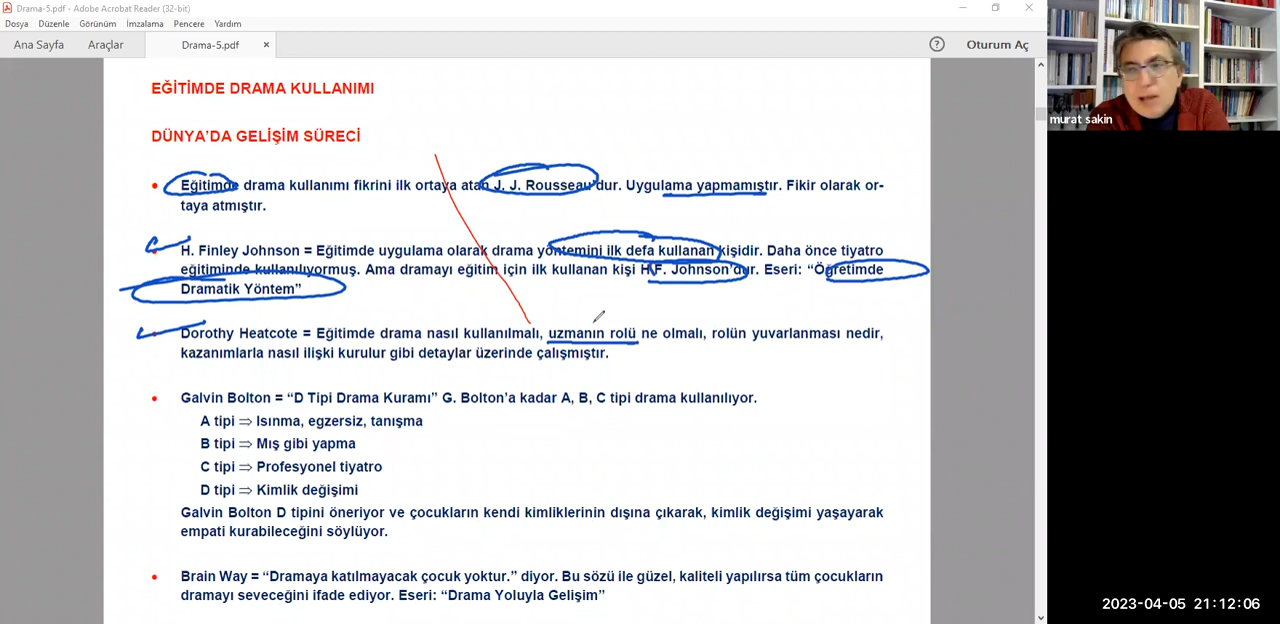 Drama-5.pdf - Adobe Acrobat Reader (32-bit)
Dosya Düzenle Görünüm İmzalama Pencere Yardım
Ana Sayfa Araçlar Drama-5.pdf × ? Oturum Aç
murat sakin
EĞİTİMDE DRAMA KULLANIMI
DÜNYA'DA GELİŞİM SÜRECİ
• Eğitimde drama kullanımı fikrini ilk ortaya atan J. J. Rousseau'dur. Uygulama yapmamıştır. Fikir olarak or-
taya atmıştır.
• H. Finley Johnson = Eğitimde uygulama olarak drama yöntemini ilk defa kullanan kişidir. Daha önce tiyatro
eğitiminde kullanılıyormuş. Ama dramayı eğitim için ilk kullanan kişi H.F. Johnson'dur. Eseri: "Öğretimde
Dramatik Yöntem"
• Dorothy Heatcote = Eğitimde drama nasıl kullanılmalı, uzmanın rolü ne olmalı, rolün yuvarlanması nedir,
kazanımlarla nasıl ilişki kurulur gibi detaylar üzerinde çalışmıştır.
• Galvin Bolton = "D Tipi Drama Kuramı" G. Bolton'a kadar A, B, C tipi drama kullanılıyor.
A tipi ⇒ Isınma, egzersiz, tanışma
B tipi ⇒ Mış gibi yapma
C tipi ⇒ Profesyonel tiyatro
D tipi ⇒ Kimlik değişimi
Galvin Bolton D tipini öneriyor ve çocukların kendi kimliklerinin dışına çıkarak, kimlik değişimi yaşayarak
empati kurabileceğini söylüyor.
• Brain Way = "Dramaya katılmayacak çocuk yoktur." diyor. Bu sözü ile güzel, kaliteli yapılırsa tüm çocukların
dramayı seveceğini ifade ediyor. Eseri: "Drama Yoluyla Gelişim"
2023-04-05 21:12:06